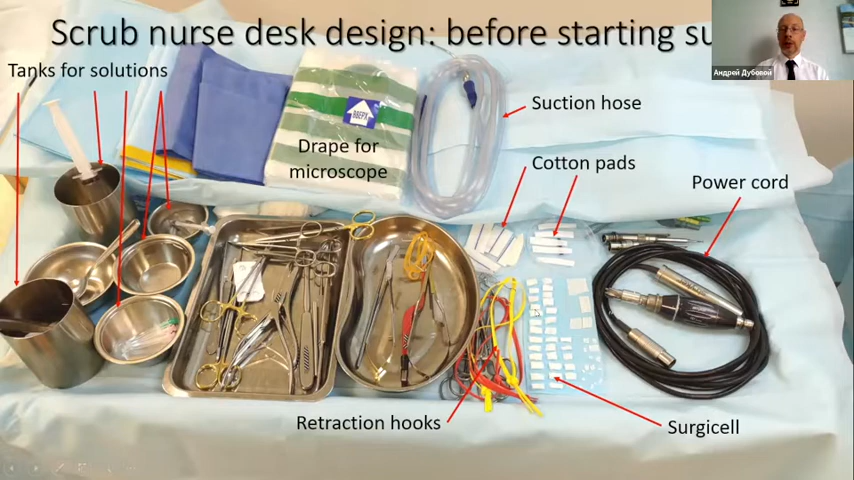 Scrub nurse desk design: before starting su
Tanks for solutions
Андрей Дубовой
Suction hose
ВВЕРХ
Drape for
microscope
Cotton pads
Power cord
Retraction hooks
Surgicell